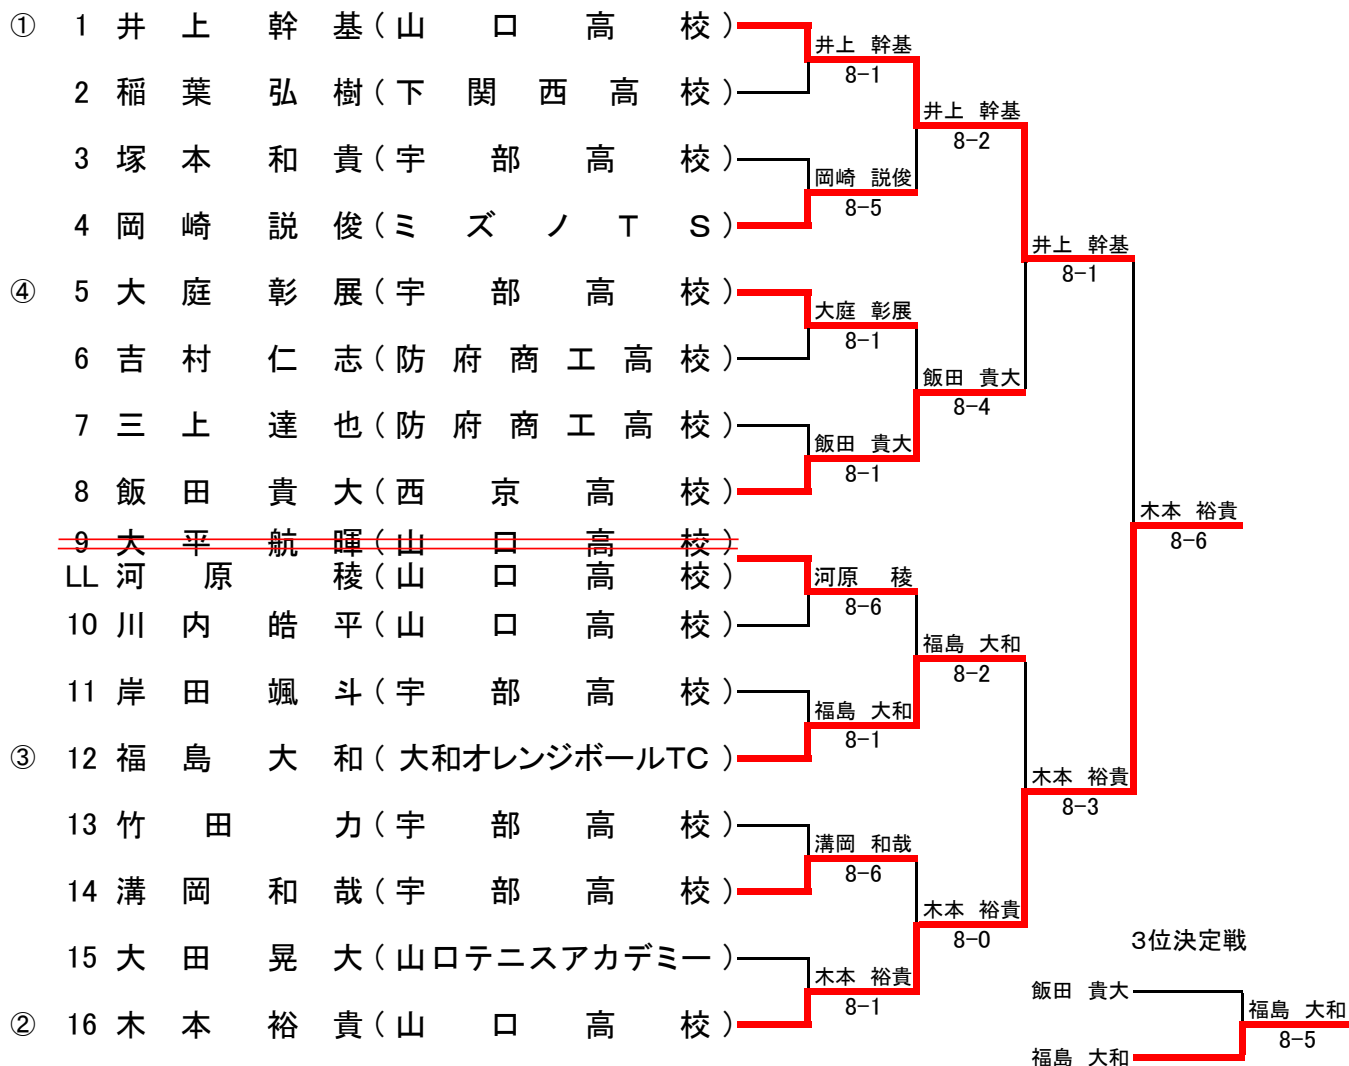 ① 1 井上 幹基 (山口高校)
2 稲葉 弘樹 (下関西高校)
3 塚本 和貴 (宇部高校)
4 岡崎 説俊 (ミズノTS)
④ 5 大庭 彰展 (宇部高校)
6 吉村 仁志 (防府商工高校)
7 三上 達也 (防府商工高校)
8 飯田 貴大 (西京高校)
9 大平 航暉 (山口高校)
LL 河原 稜 (山口高校)
10 川内 皓平 (山口高校)
11 岸田 颯斗 (宇部高校)
③ 12 福島 大和 (大和オレンジボールTC)
13 竹田 力 (宇部高校)
14 溝岡 和哉 (宇部高校)
15 大田 晃大 (山口テニスアカデミー)
② 16 木本 裕貴 (山口高校)
井上 幹基
8-1
岡崎 説俊
8-5
大庭 彰展
8-1
飯田 貴大
8-1
河原 稜
8-6
福島 大和
8-1
溝岡 和哉
8-6
木本 裕貴
8-1
井上 幹基
8-2
飯田 貴大
8-4
福島 大和
8-2
木本 裕貴
8-0
井上 幹基
8-1
木本 裕貴
8-3
木本 裕貴
8-6
3位決定戦
飯田 貴大
福島 大和
福島 大和
8-5